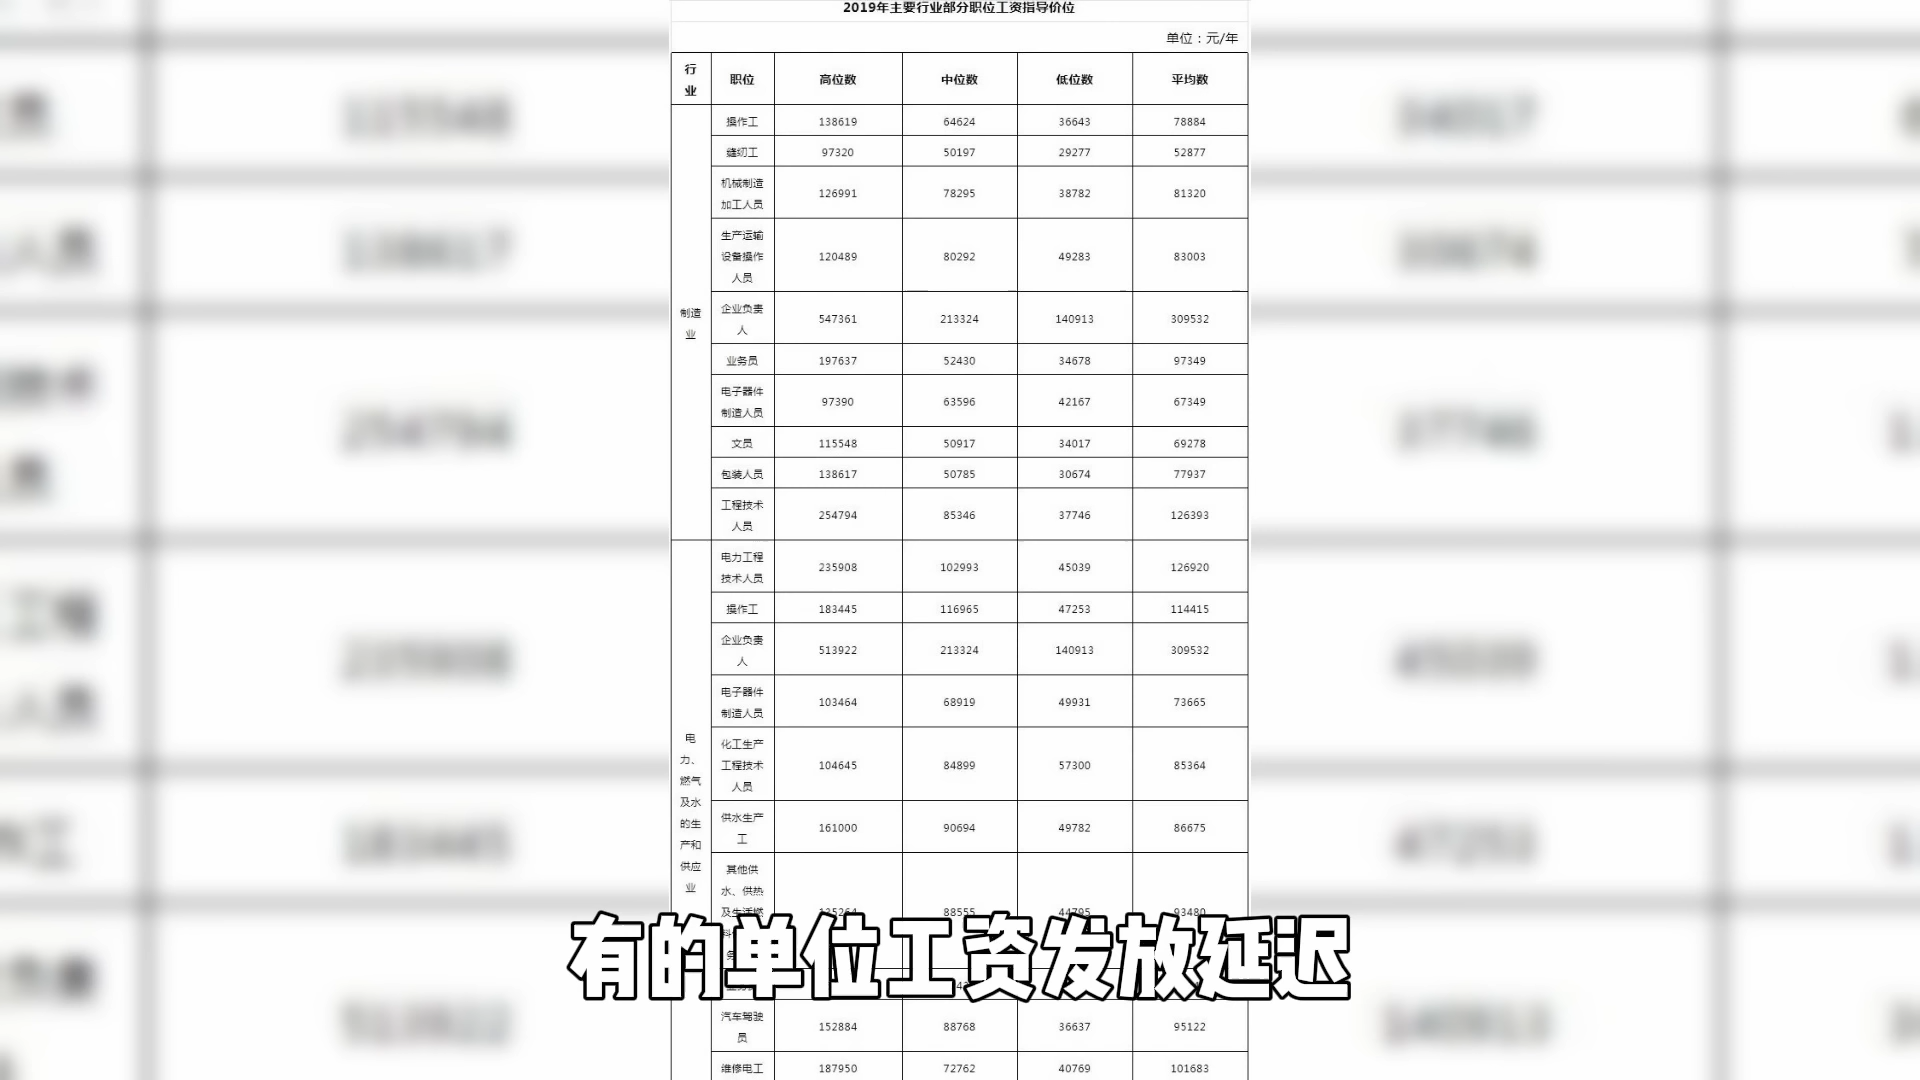 2019年主要行业部分职位工资指导价位
单位：元/年
行业 职位 高位数 中位数 低位数 平均数
制造业
操作工 138619 64624 36643 78884
缝纫工 97320 50197 29277 52877
机械制造加工人员 126991 78295 38782 81320
生产运输设备操作人员 120489 80292 49283 83003
企业负责人 547361 213324 140913 309532
业务员 197637 52430 34678 97349
电子器件制造人员 97390 63596 42167 67349
文员 115548 50917 34017 69278
包装人员 138617 50785 30674 77937
工程技术人员 254794 85346 37746 126393
电力、燃气及水的生产和供应业
电力工程技术人员 235908 102993 45039 126920
操作工 183445 116965 47253 114415
企业负责人 513922 213324 140913 309532
电子器件制造人员 103464 68919 49931 73665
化工生产工程技术人员 104645 84899 57300 85364
供水生产工 161000 90694 49782 86675
其他供水、供热及生活燃 135264 88555 44795 93480
有的单位工资发放延迟
汽车驾驶员 152884 88768 36637 95122
维修电工 187950 72762 40769 101683